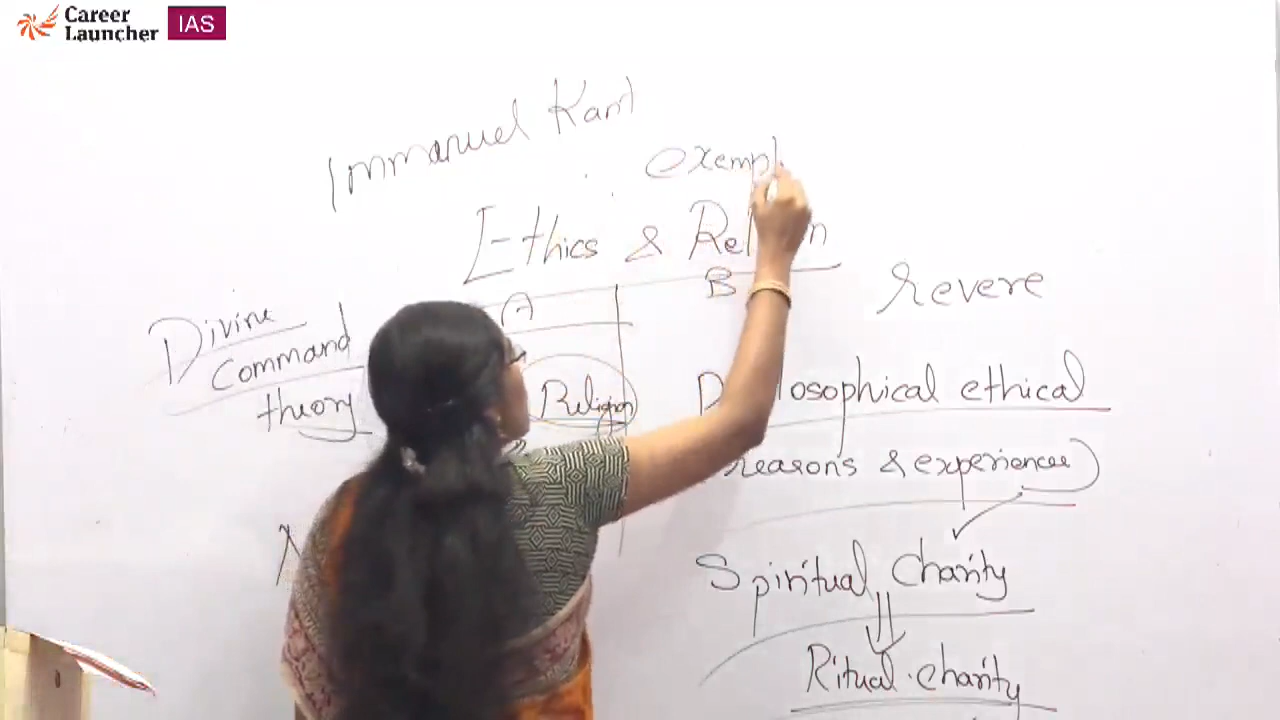 Career
Launcher
IAS
Immanuel Kant
exempl
Ethics & Rel n
A
B
revere
Divine
Command
theory
Religion
losophical ethical
reasons & experiences
Spiritual Charity
Ritual charity